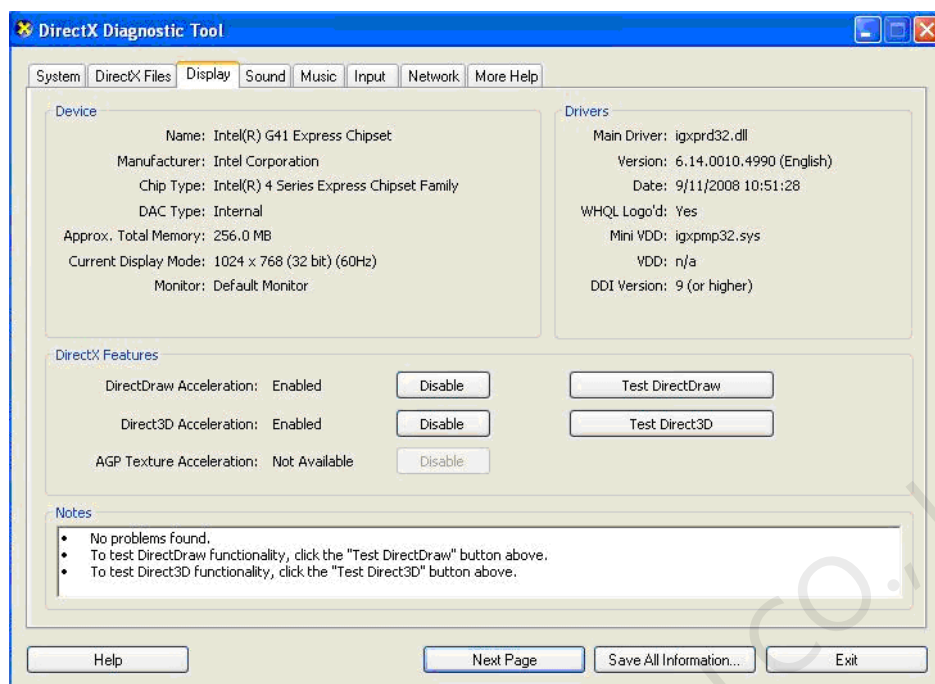 DirectX Diagnostic Tool
System DirectX Files Display Sound Music Input Network More Help
Device
Name: Intel(R) G41 Express Chipset
Manufacturer: Intel Corporation
Chip Type: Intel(R) 4 Series Express Chipset Family
DAC Type: Internal
Approx. Total Memory: 256.0 MB
Current Display Mode: 1024 x 768 (32 bit) (60Hz)
Monitor: Default Monitor
Drivers
Main Driver: igxprd32.dll
Version: 6.14.0010.4990 (English)
Date: 9/11/2008 10:51:28
WHQL Logo'd: Yes
Mini VDD: igxpmp32.sys
VDD: n/a
DDI Version: 9 (or higher)
DirectX Features
DirectDraw Acceleration: Enabled Disable Test DirectDraw
Direct3D Acceleration: Enabled Disable Test Direct3D
AGP Texture Acceleration: Not Available Disable
Notes
• No problems found.
• To test DirectDraw functionality, click the "Test DirectDraw" button above.
• To test Direct3D functionality, click the "Test Direct3D" button above.
Help Next Page Save All Information... Exit
CO.